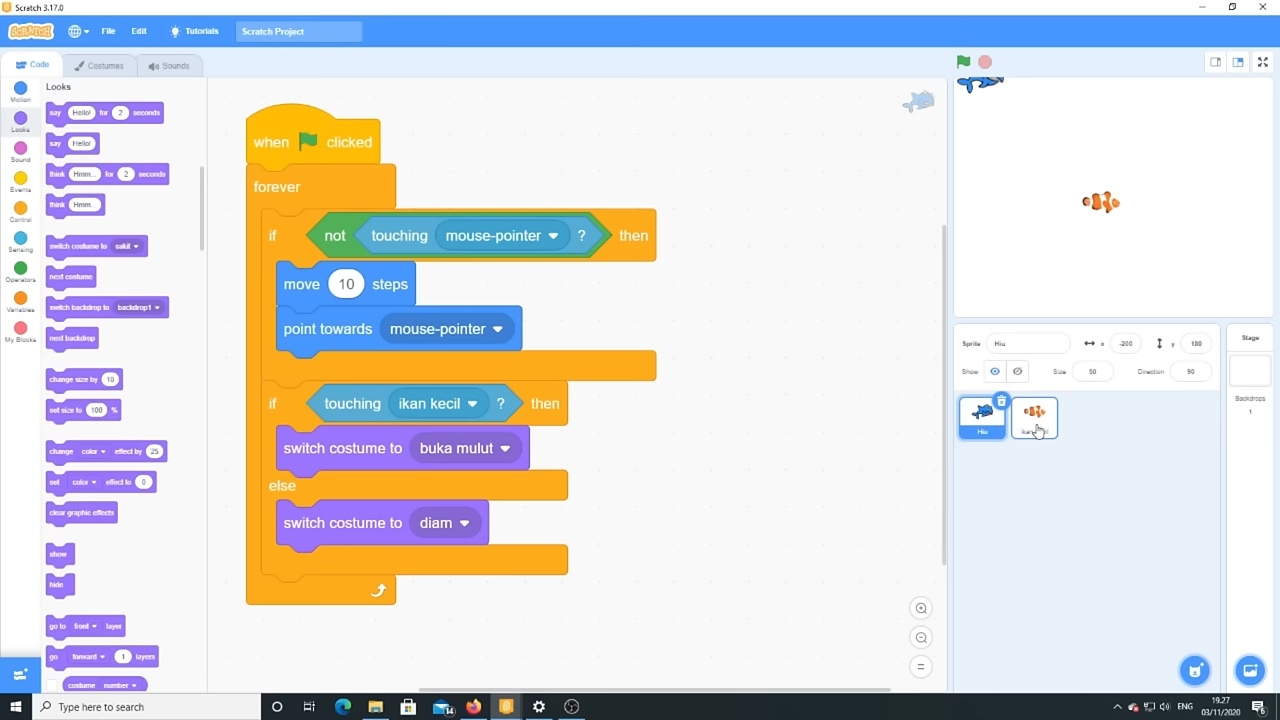 Scratch 3.17.0
SCRATCH File Edit Tutorials Scratch Project
Code Costumes Sounds
Motion
Looks
Sound
Events
Control
Sensing
Operators
Variables
My Blocks
Looks
say Hello! for 2 seconds
say Hello!
think Hmm... for 2 seconds
think Hmm...
switch costume to sakit
next costume
switch backdrop to backdrop1
next backdrop
change size by 10
set size to 100 %
change color effect by 25
set color effect to 0
clear graphic effects
show
hide
go to front layer
go forward 1 layers
costume number
when clicked
forever
if not touching mouse-pointer ? then
move 10 steps
point towards mouse-pointer
if touching ikan kecil ? then
switch costume to buka mulut
else
switch costume to diam
Sprite Hiu x -200 y 180
Show Size 50 Direction 90
Hiu
Stage
Backdrops
1
Type here to search
14
ENG
19.27
03/11/2020
6